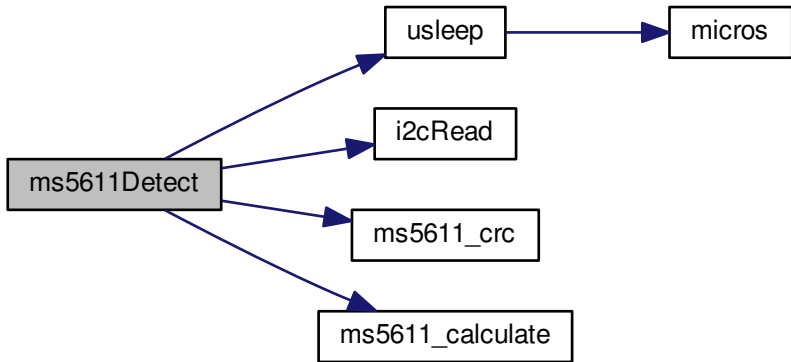 usleep
micros
i2cRead
ms5611Detect
ms5611_crc
ms5611_calculate